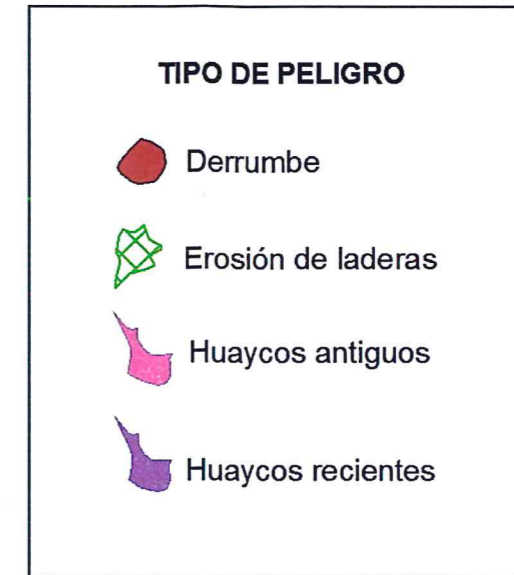 TIPO DE PELIGRO
Derrumbe
Erosión de laderas
Huaycos antiguos
Huaycos recientes